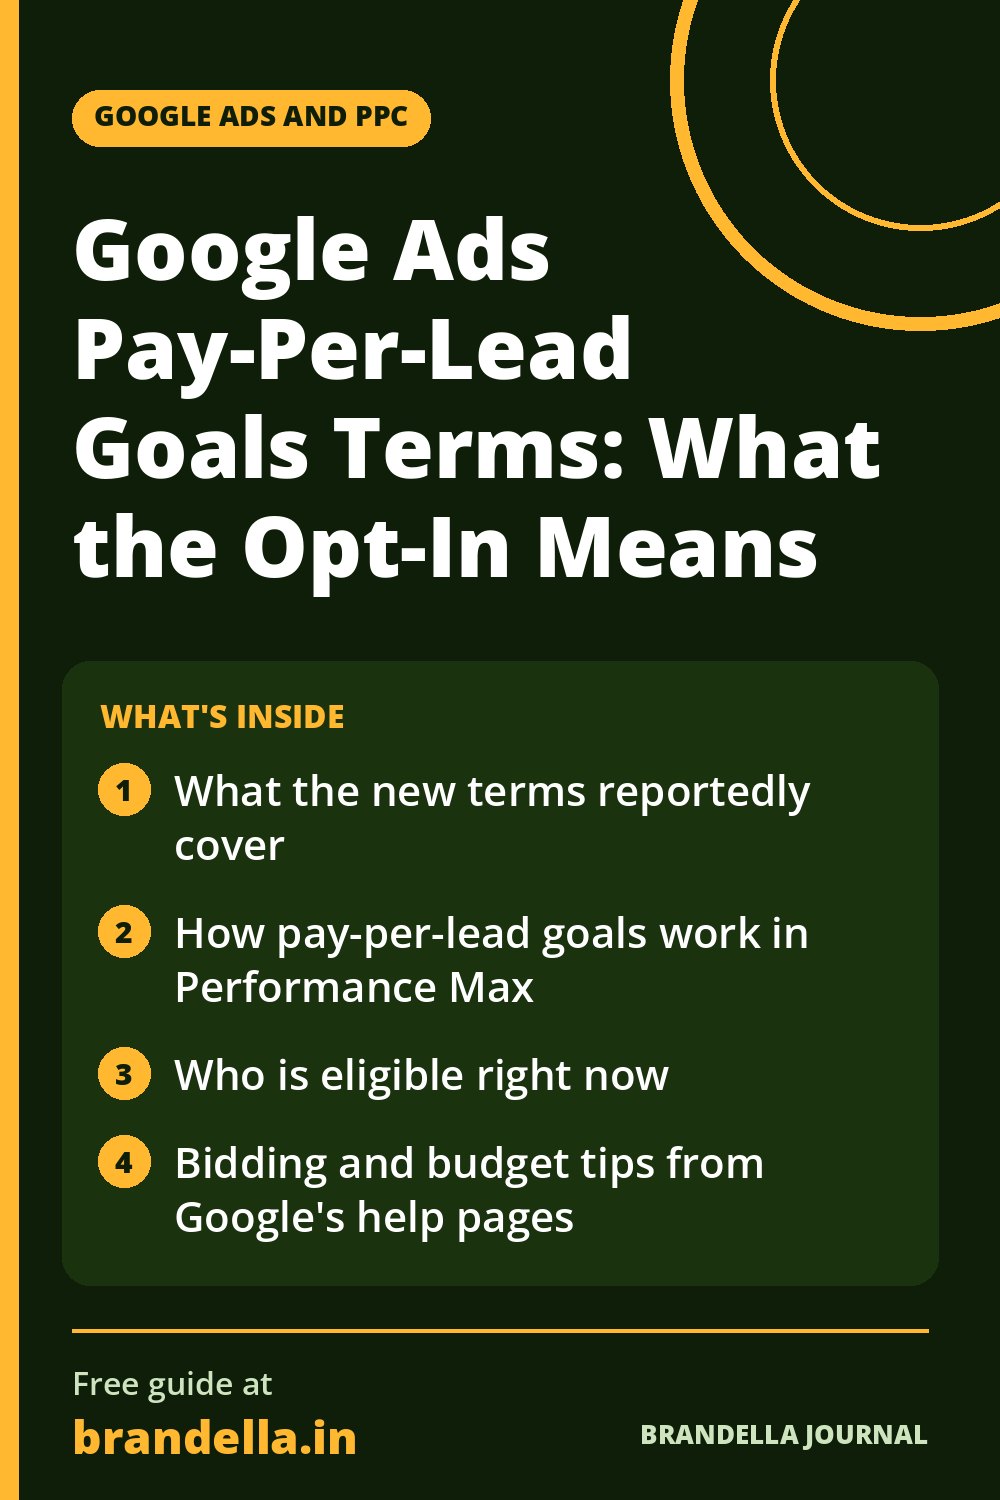 GOOGLE ADS AND PPC
Google Ads
Pay-Per-Lead
Goals Terms: What
the Opt-In Means
WHAT'S INSIDE
1 What the new terms reportedly
cover
2 How pay-per-lead goals work in
Performance Max
3 Who is eligible right now
4 Bidding and budget tips from
Google's help pages
Free guide at
brandella.in
BRANDELLA JOURNAL